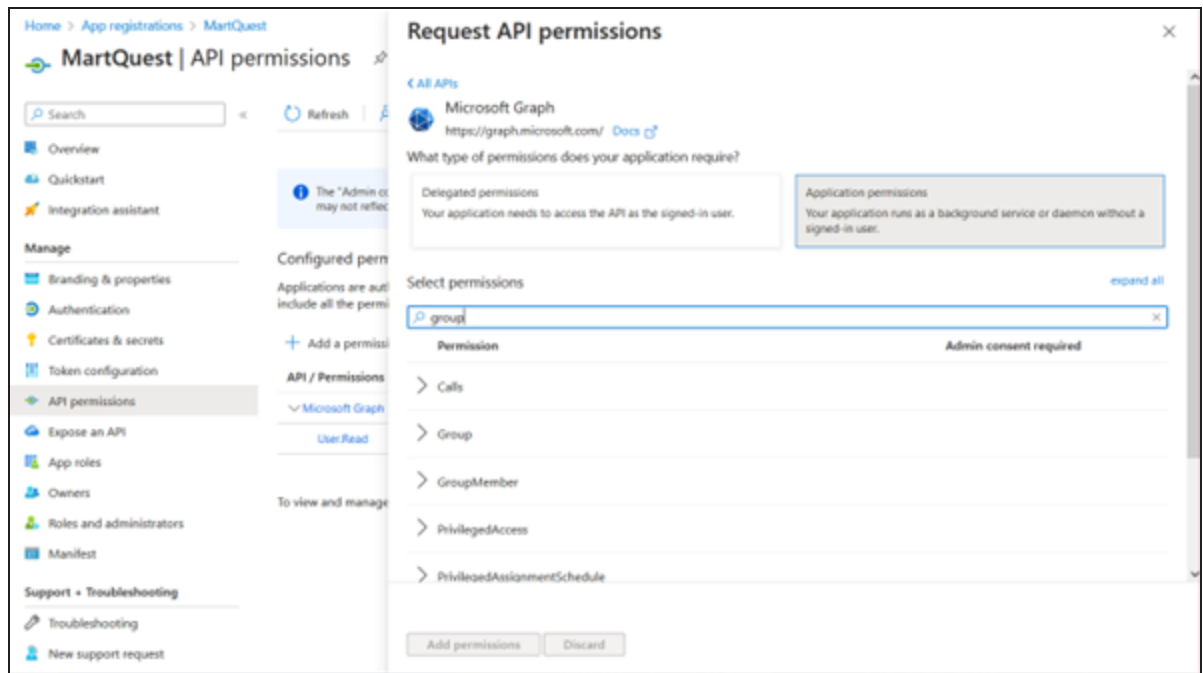 Home > App registrations > MartQuest
MartQuest | API permissions
Search
«
Overview
Quickstart
Integration assistant
Manage
Branding & properties
Authentication
Certificates & secrets
Token configuration
API permissions
Expose an API
App roles
Owners
Roles and administrators
Manifest
Support + Troubleshooting
Troubleshooting
New support request
Refresh
The "Admin co
may not reflec
Configured perm
Applications are aut
include all the permi
Add a permissi
API / Permissions
Microsoft Graph
User.Read
To view and manage
Request API permissions
All APIs
Microsoft Graph
https://graph.microsoft.com/ Docs
What type of permissions does your application require?
Delegated permissions
Your application needs to access the API as the signed-in user.
Application permissions
Your application runs as a background service or daemon without a
signed-in user.
Select permissions
expand all
group
Permission Admin consent required
Calls
Group
GroupMember
PrivilegedAccess
PrivilegedAssignmentSchedule
Add permissions Discard